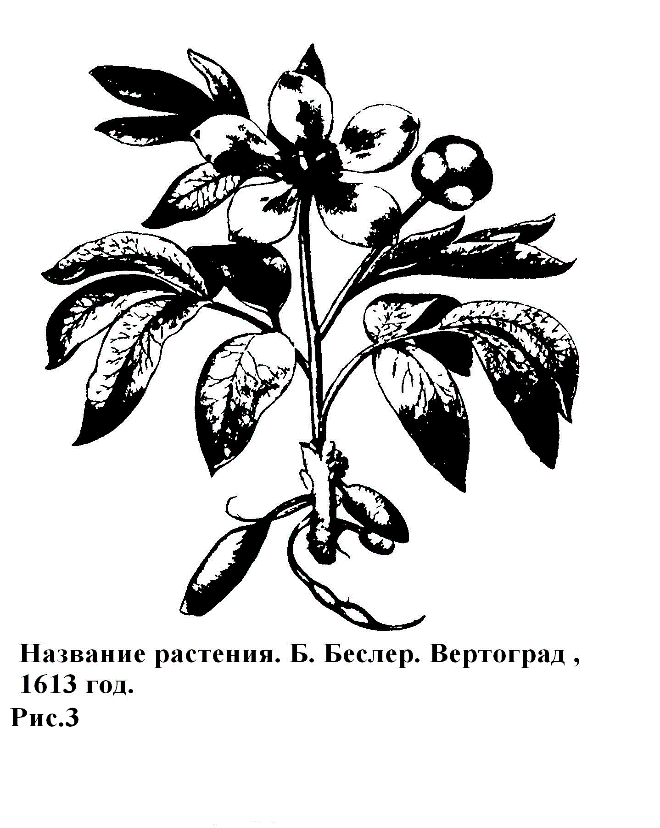 Название растения. Б. Беслер. Вертоград ,
1613 год.
Рис.3